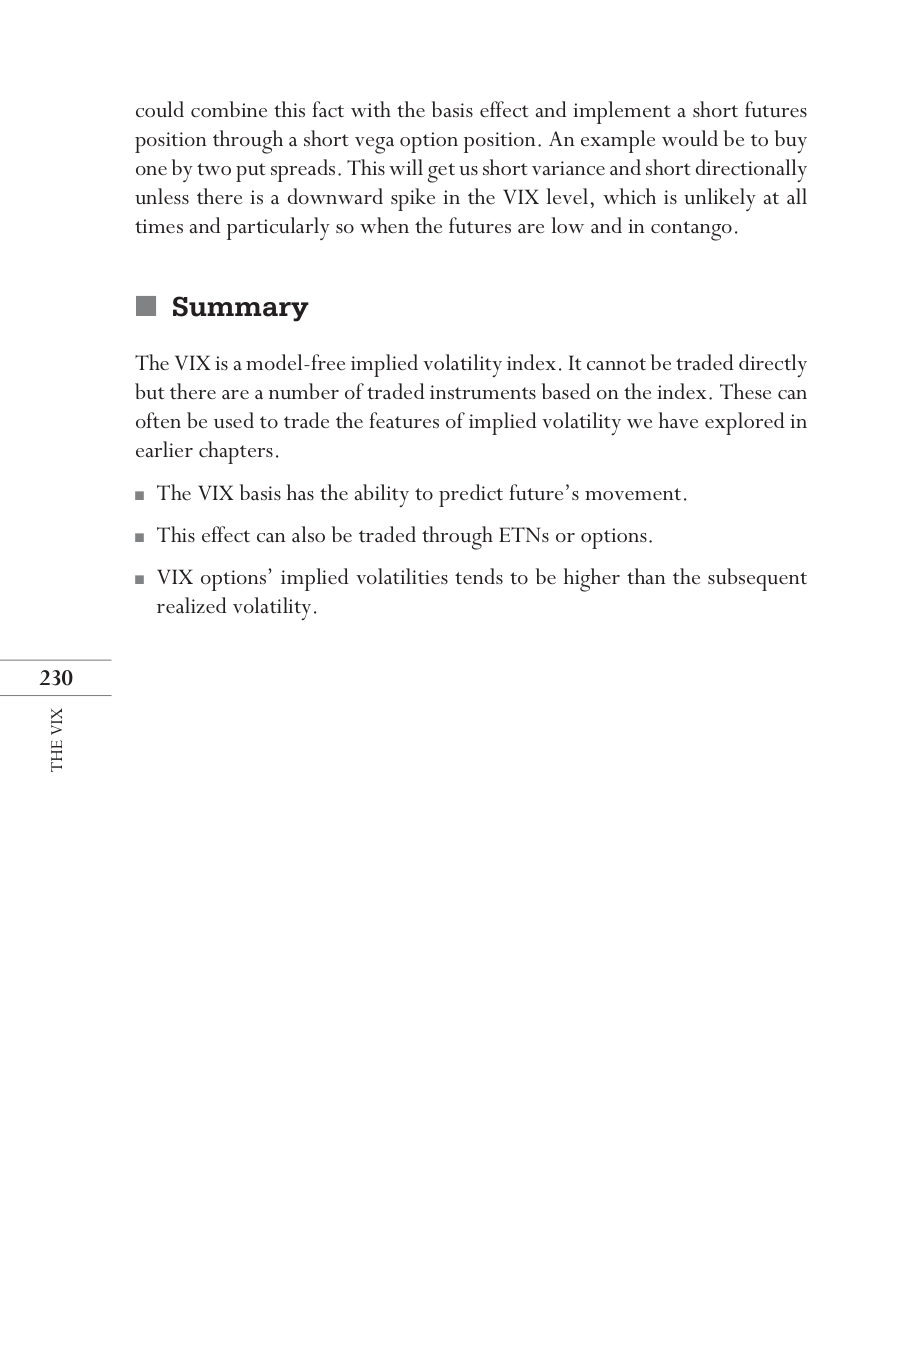 could combine this fact with the basis effect and implement a short futures
position through a short vega option position. An example would be to buy
one by two put spreads. This will get us short variance and short directionally
unless there is a downward spike in the VIX level, which is unlikely at all
times and particularly so when the futures are low and in contango.
Summary
The VIX is a model-free implied volatility index. It cannot be traded directly
but there are a number of traded instruments based on the index. These can
often be used to trade the features of implied volatility we have explored in
earlier chapters.
■ The VIX basis has the ability to predict future’s movement.
■ This effect can also be traded through ETNs or options.
■ VIX options’ implied volatilities tends to be higher than the subsequent
realized volatility.
230
THE VIX